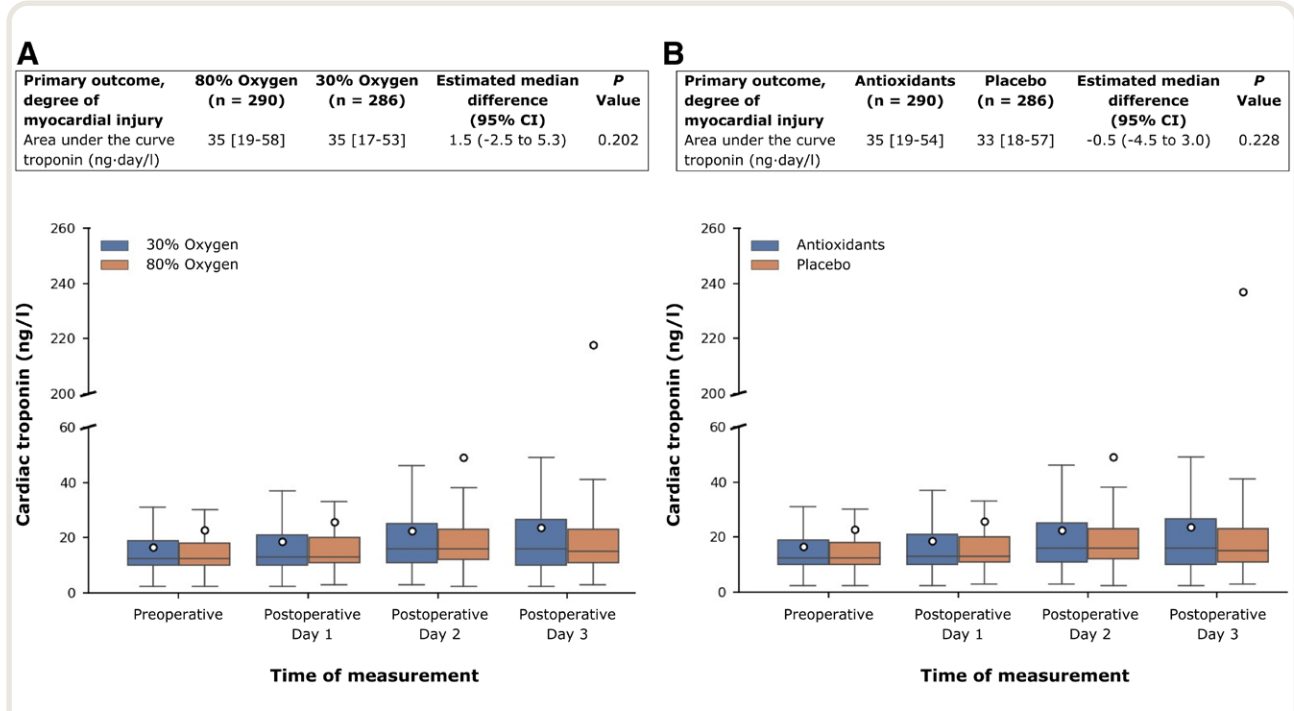 A
Primary outcome, 80% Oxygen 30% Oxygen Estimated median P
degree of (n = 290) (n = 286) difference Value
myocardial injury (95% CI)
Area under the curve 35 [19-58] 35 [17-53] 1.5 (-2.5 to 5.3) 0.202
troponin (ng·day/l)
260
30% Oxygen
80% Oxygen
240
220
200
60
40
20
0
Cardiac troponin (ng/l)
Preoperative Postoperative Postoperative Postoperative
Day 1 Day 2 Day 3
Time of measurement
B
Primary outcome, Antioxidants Placebo Estimated median P
degree of (n = 290) (n = 286) difference Value
myocardial injury (95% CI)
Area under the curve 35 [19-54] 33 [18-57] -0.5 (-4.5 to 3.0) 0.228
troponin (ng·day/l)
260
Antioxidants
Placebo
240
220
200
60
40
20
0
Cardiac troponin (ng/l)
Preoperative Postoperative Postoperative Postoperative
Day 1 Day 2 Day 3
Time of measurement